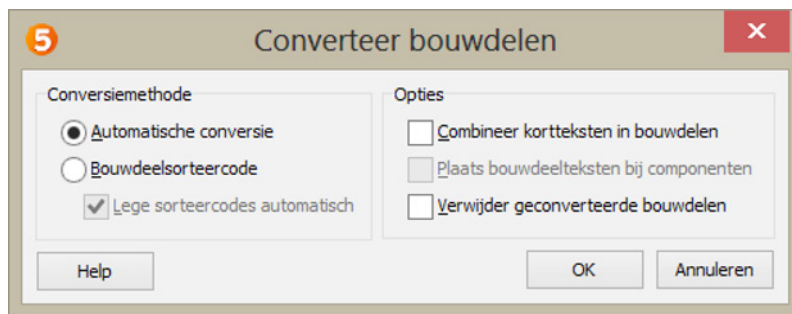 5 Converteer bouwdelen
Conversiemethode
Automatische conversie
Bouwdeelsorteercode
Lege sorteercodes automatisch
Opties
Combineer kortteksten in bouwdelen
Plaats bouwdeelteksten bij componenten
Verwijder geconverteerde bouwdelen
Help
OK
Annuleren